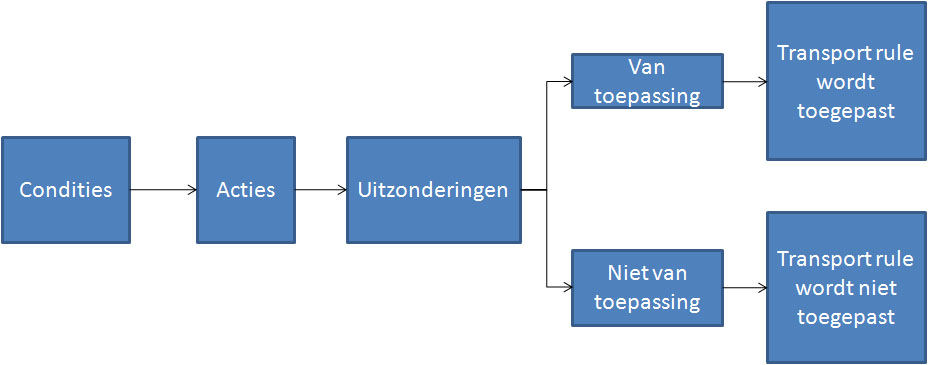 Condities
Acties
Uitzonderingen
Van
toepassing
Transport rule
wordt
toegepast
Niet van
toepassing
Transport rule
wordt niet
toegepast